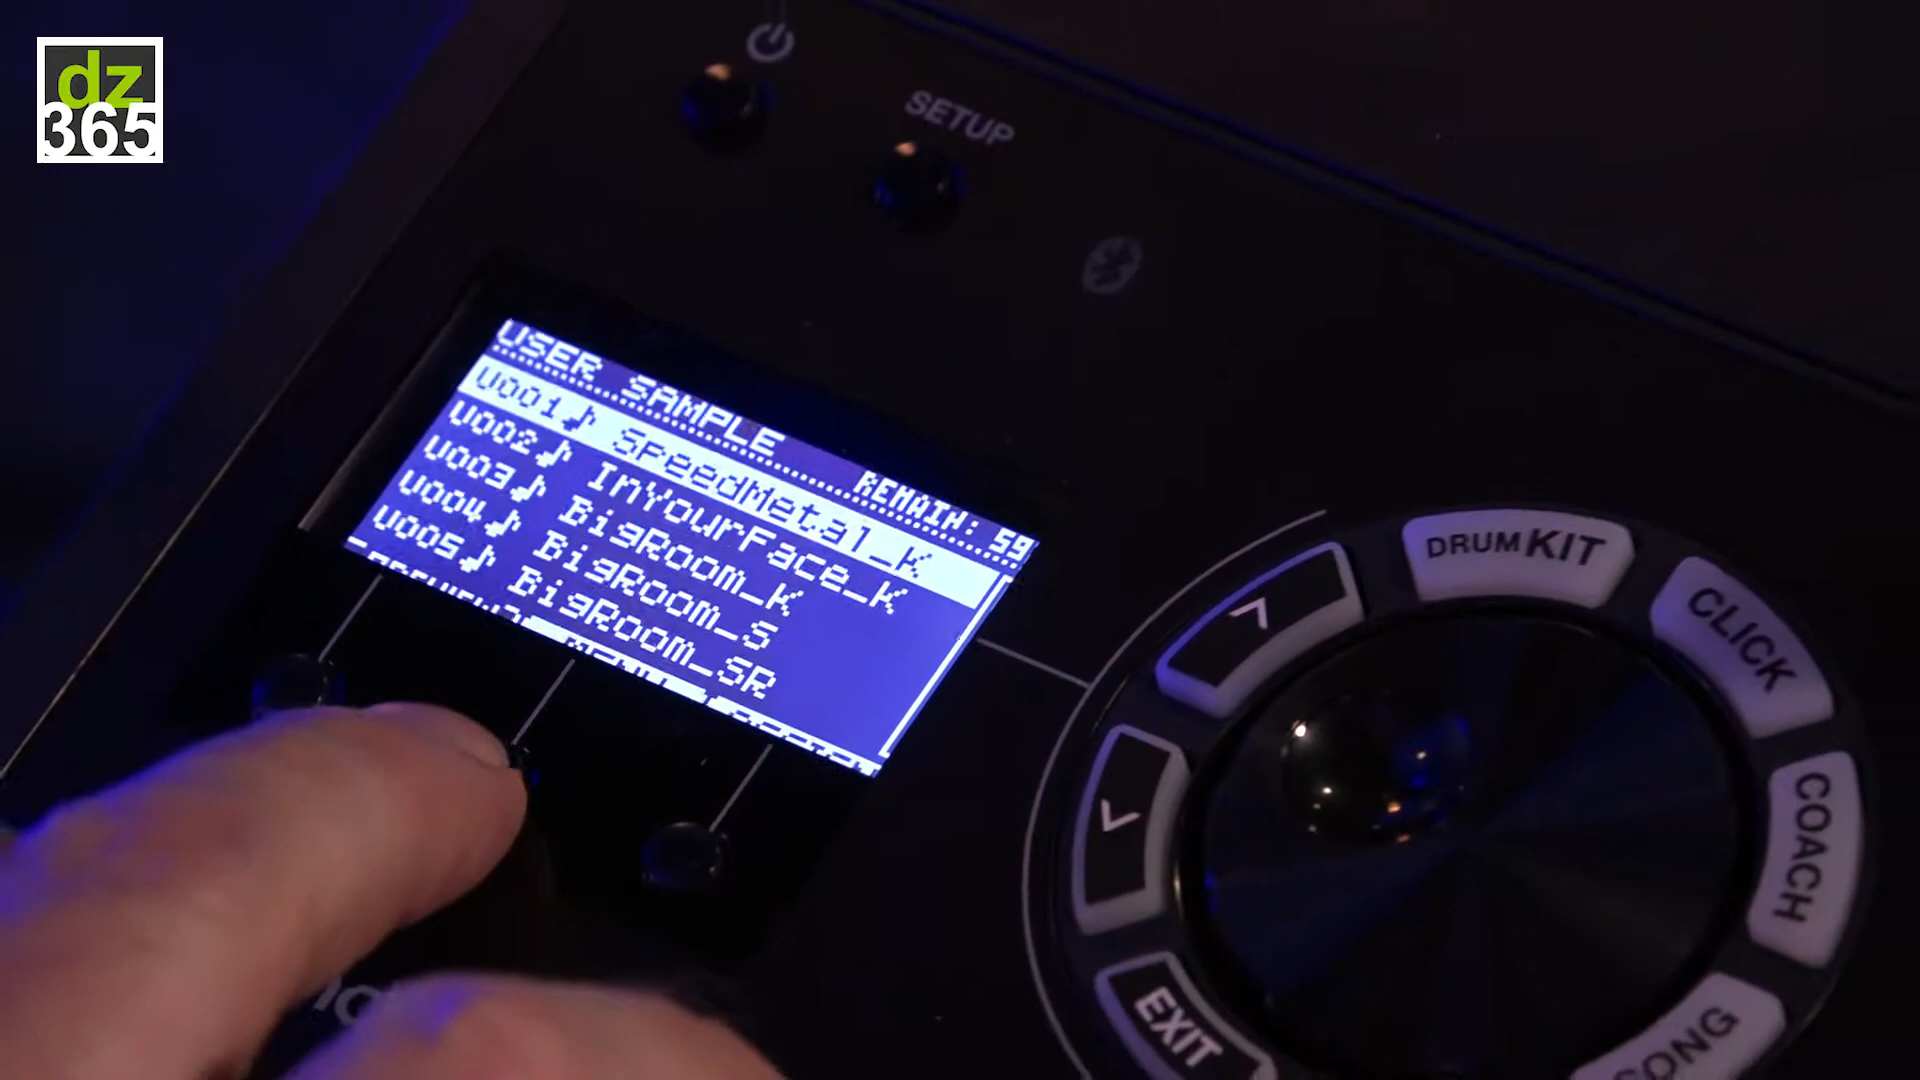 dz
365
SETUP
USER SAMPLE
REMAIN: 59
U001♪ SpeedMetal_K
U002♪ InYourFace_K
U003♪ BigRoom_K
U004♪ BigRoom_S
U005♪ BigRoom_SR
DRUM KIT
CLICK
COACH
SONG
EXIT